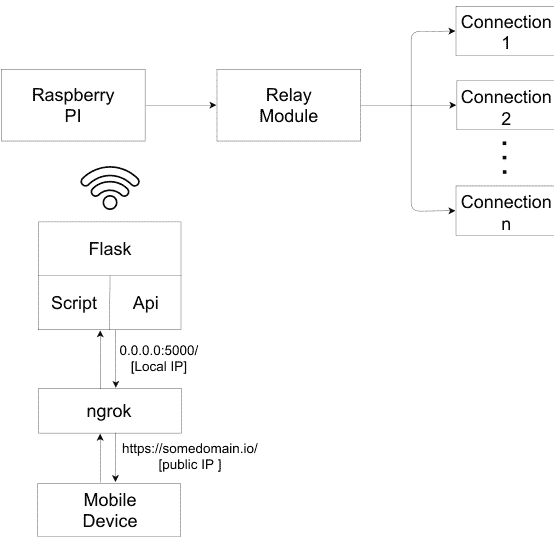 Connection
1
Raspberry
PI
Relay
Module
Connection
2
Connection
n
Flask
Script
Api
0.0.0.0:5000/
[Local IP]
ngrok
https://somedomain.io/
[public IP ]
Mobile
Device